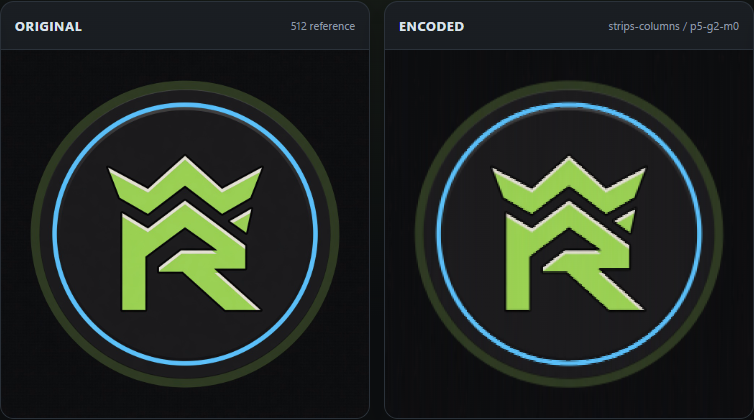 ORIGINAL
512 reference
ENCODED
strips-columns / p5-g2-m0
R